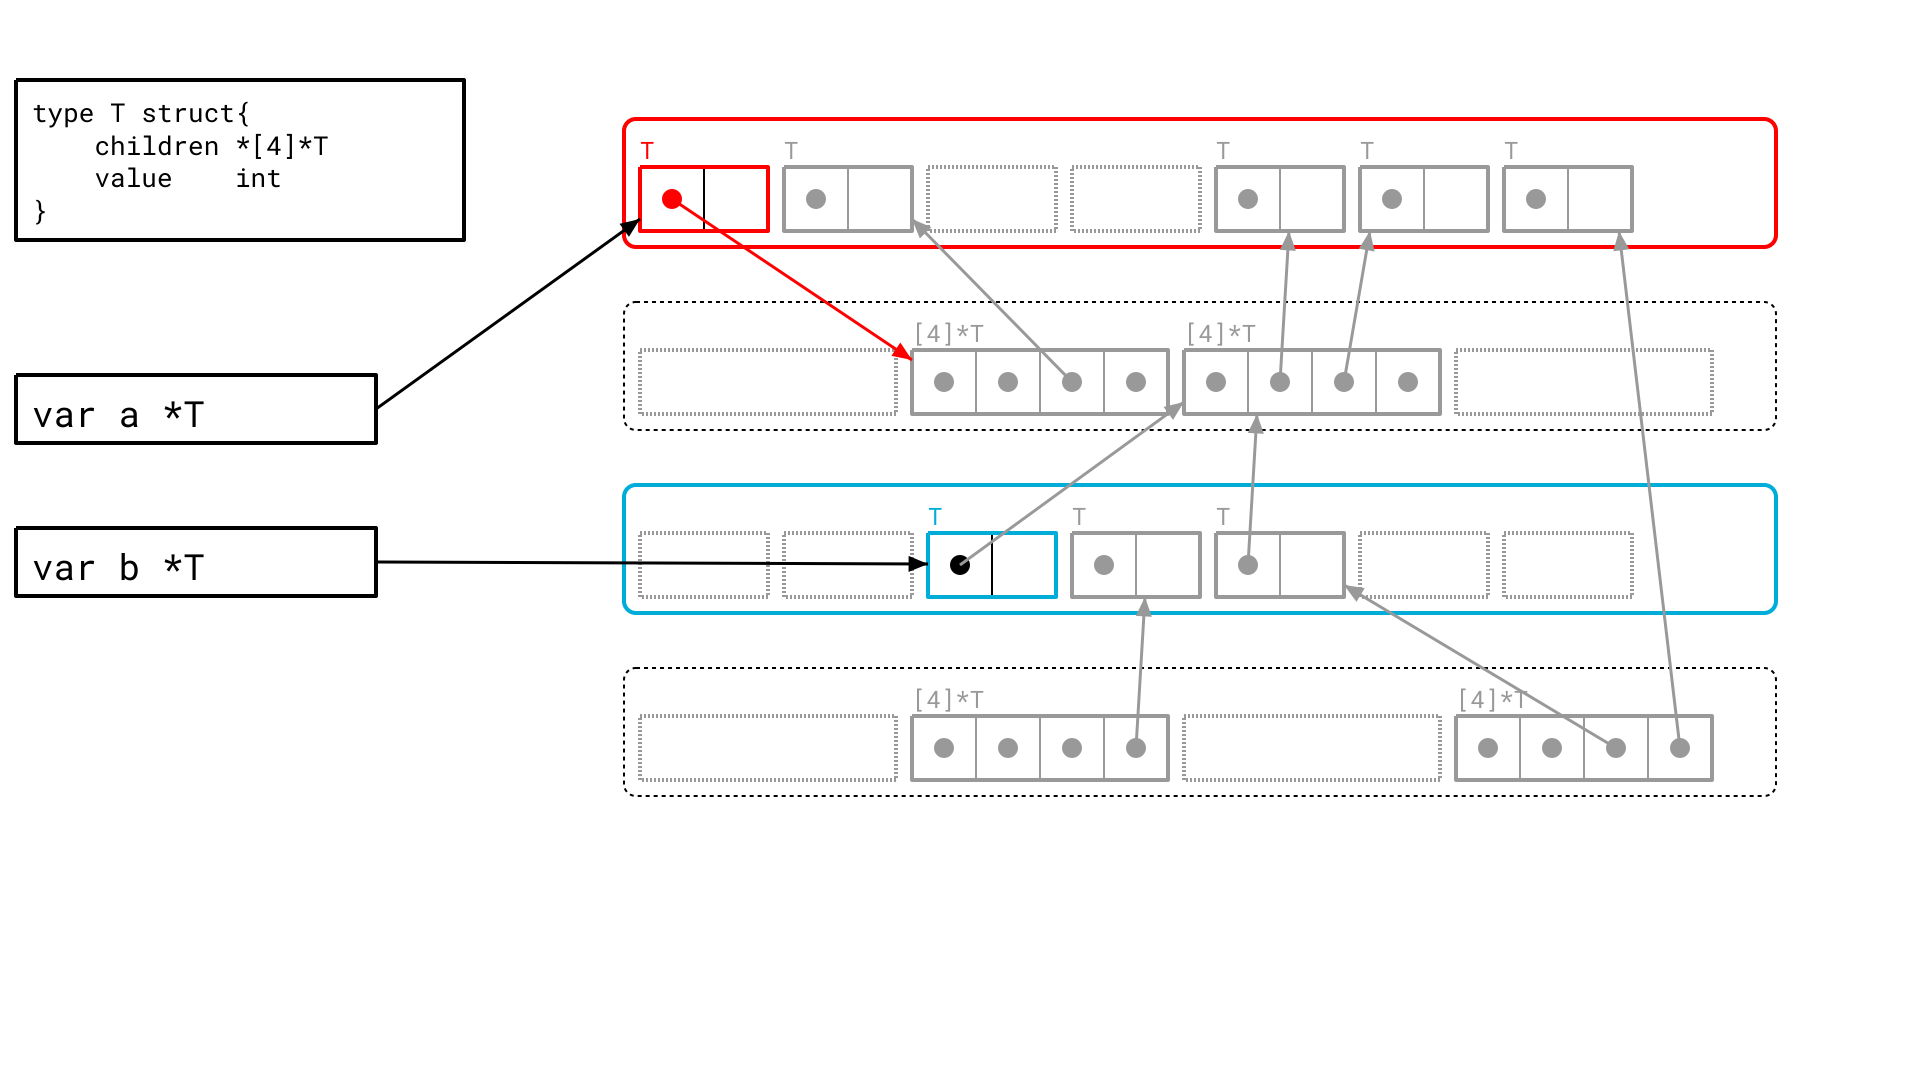 type T struct{
    children *[4]*T
    value    int
}
T T T T T
var a *T
[4]*T [4]*T
var b *T
T T T
[4]*T [4]*T